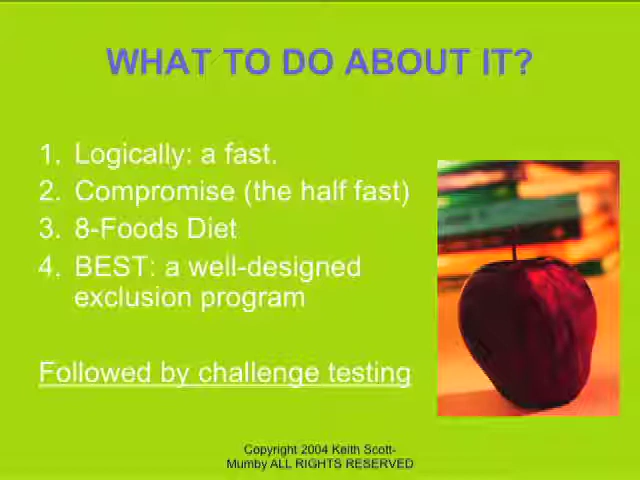 WHAT TO DO ABOUT IT?
1. Logically: a fast.
2. Compromise (the half fast)
3. 8-Foods Diet
4. BEST: a well-designed
exclusion program
Followed by challenge testing
Copyright 2004 Keith Scott-
Mumby ALL RIGHTS RESERVED